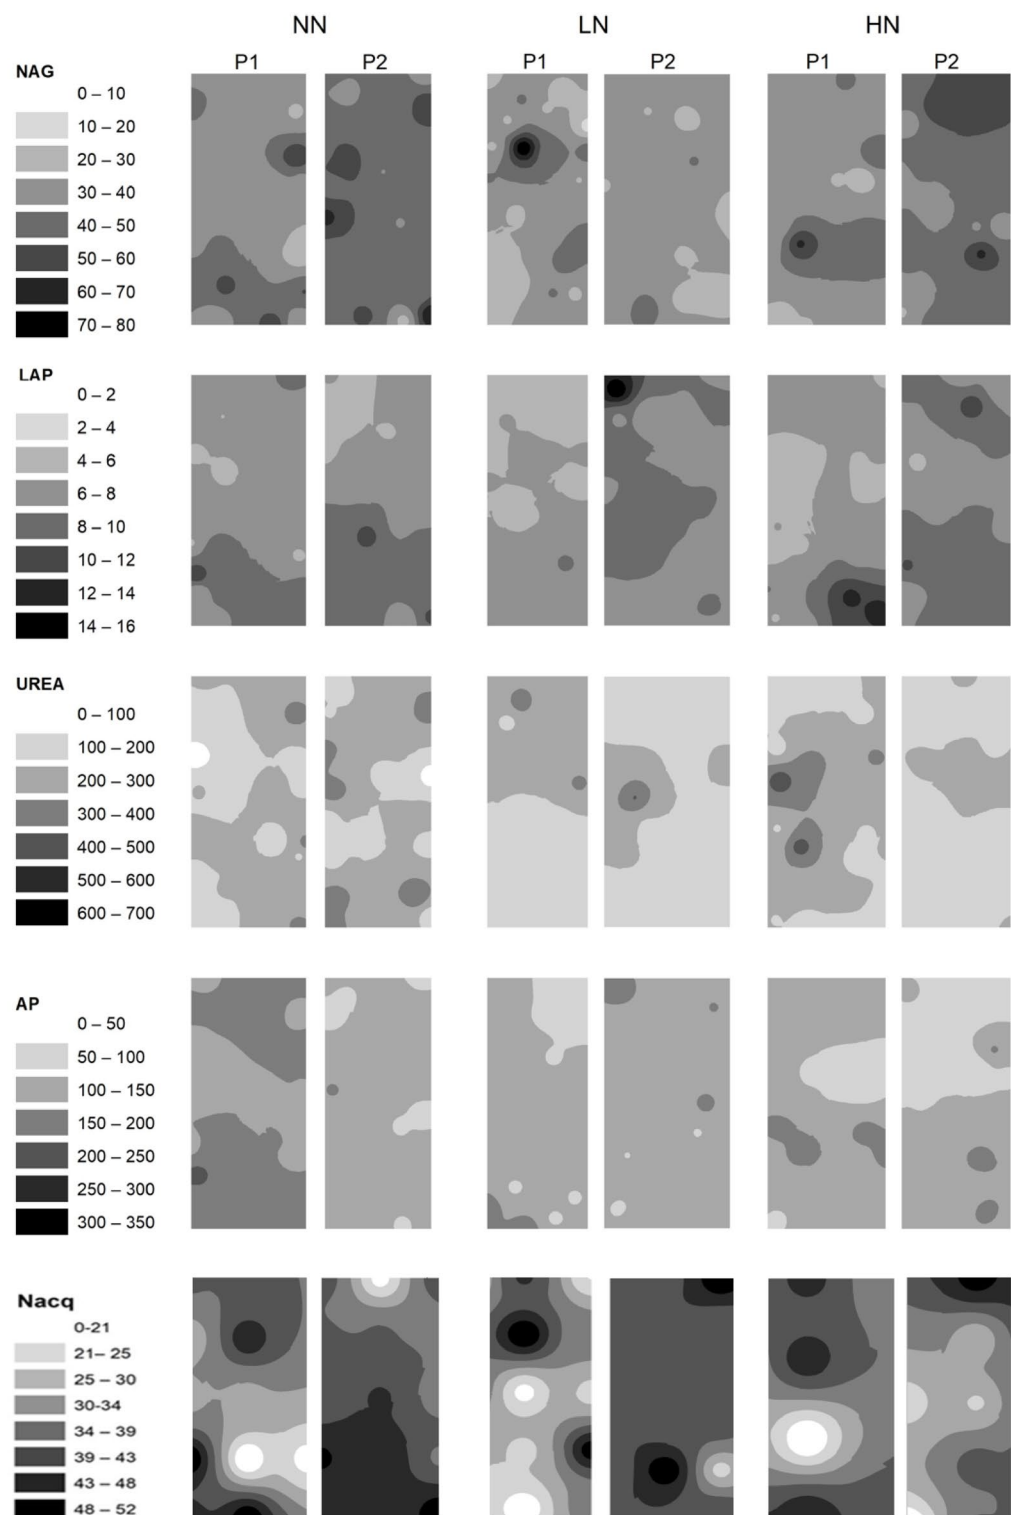 NN LN HN
P1 P2 P1 P2 P1 P2
NAG
0 – 10
10 – 20
20 – 30
30 – 40
40 – 50
50 – 60
60 – 70
70 – 80
LAP
0 – 2
2 – 4
4 – 6
6 – 8
8 – 10
10 – 12
12 – 14
14 – 16
UREA
0 – 100
100 – 200
200 – 300
300 – 400
400 – 500
500 – 600
600 – 700
AP
0 – 50
50 – 100
100 – 150
150 – 200
200 – 250
250 – 300
300 – 350
Nacq
0-21
21– 25
25 – 30
30-34
34 – 39
39 – 43
43 – 48
48 – 52